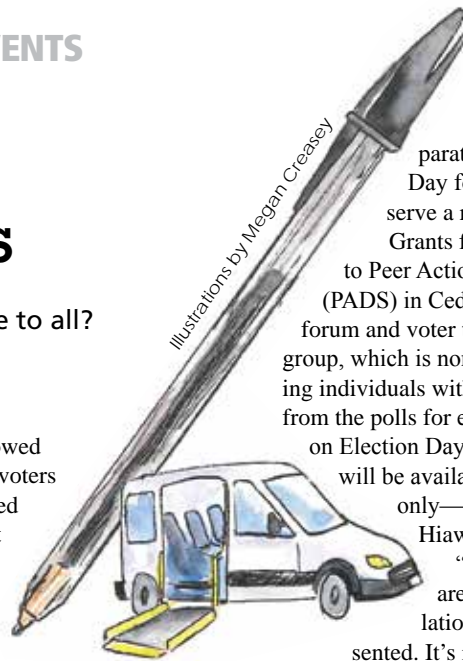 ENTS
s
e to all?
owed
voters
ed
Illustrations by Megan Creasey
parat
Day fo
serve a
Grants f
to Peer Actio
(PADS) in Ced
forum and voter
group, which is non
ing individuals with
from the polls for e
on Election Day
will be availa
only—
Hiaw
“
are
lation
sented. It's